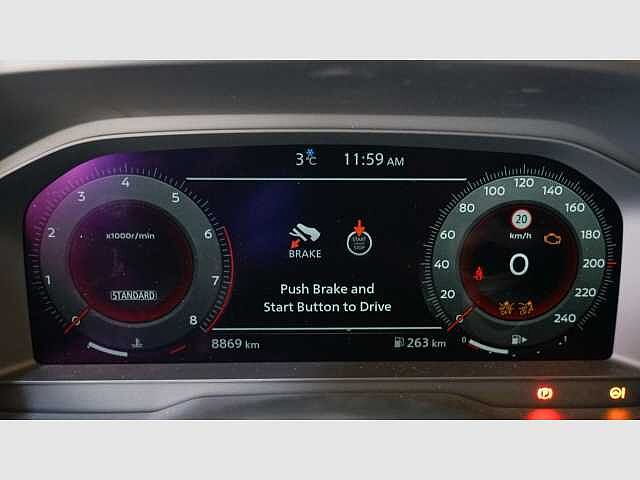 3°C 11:59 AM
1 2 3 4 5 6 7 8
x1000r/min
STANDARD
BRAKE
START
STOP
Push Brake and
Start Button to Drive
8869 km
263 km
0 20 40 60 80 100 120 140 160 180 200 220 240
20
km/h
0
0 1
P